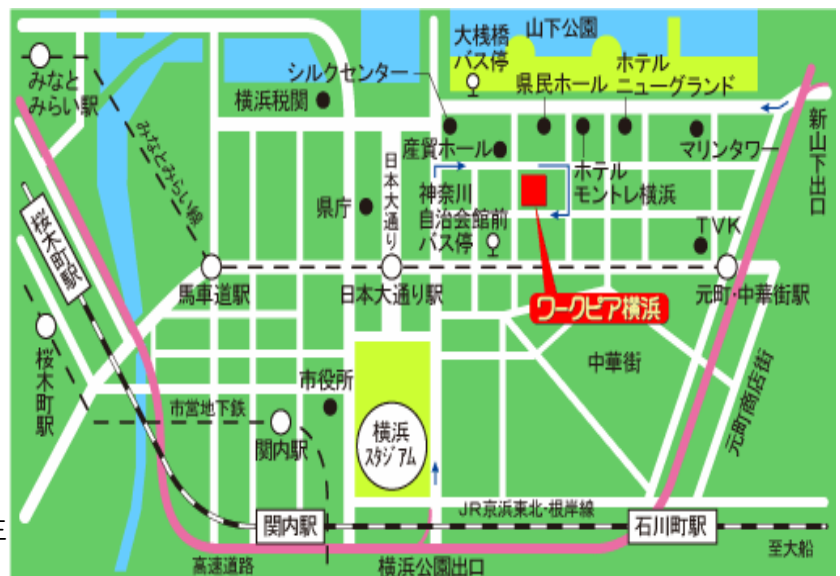 みなと
みらい駅
みなとみらい線
横浜税関
シルクセンター
大桟橋
バス停
山下公園
県民ホール
ホテル
ニューグランド
産貿ホール
ホテル
モントレ横浜
マリンタワー
新山下出口
日本大通り
県庁
神奈川
自治会館前
バス停
TVK
桜木町駅
馬車道駅
日本大通り駅
元町・中華街駅
ワークピア横浜
中華街
元町商店街
桜木町駅
市営地下鉄
市役所
関内駅
横浜
スタジアム
JR京浜東北・根岸線
関内駅
石川町駅
至大船
高速道路
横浜公園出口